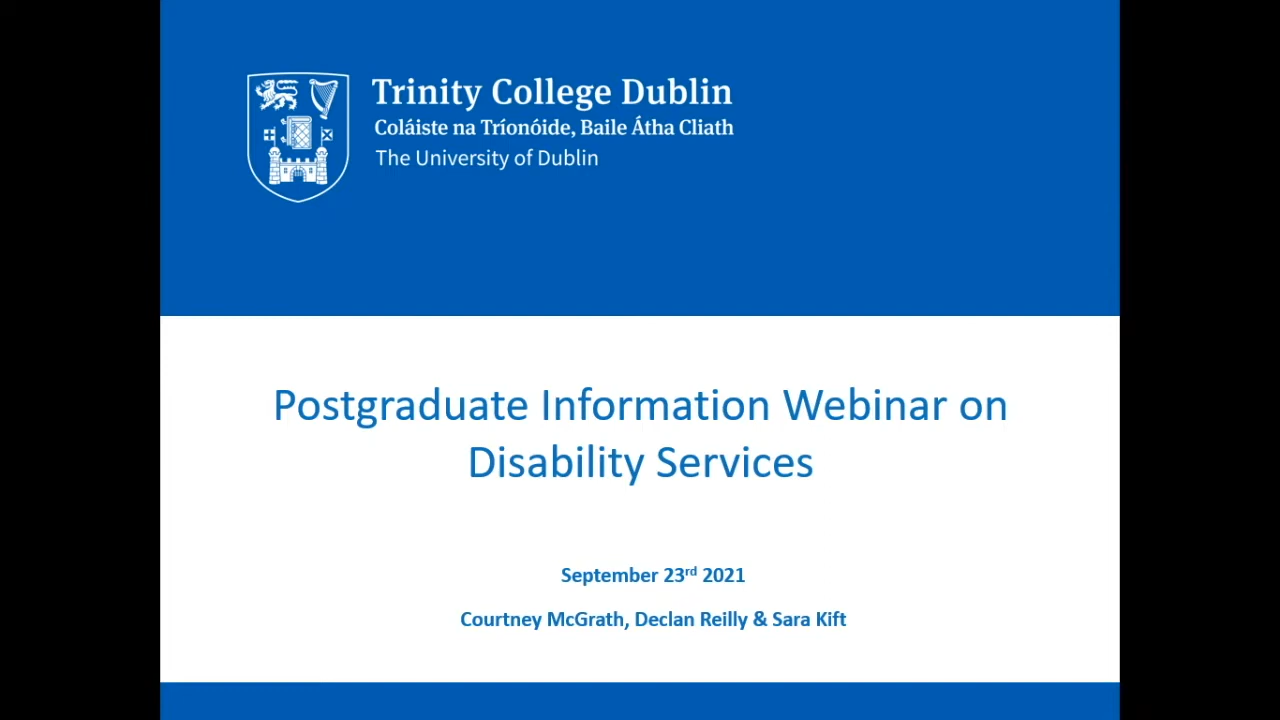 Trinity College Dublin
Coláiste na Tríonóide, Baile Átha Cliath
The University of Dublin
Postgraduate Information Webinar on
Disability Services
September 23rd 2021
Courtney McGrath, Declan Reilly & Sara Kift